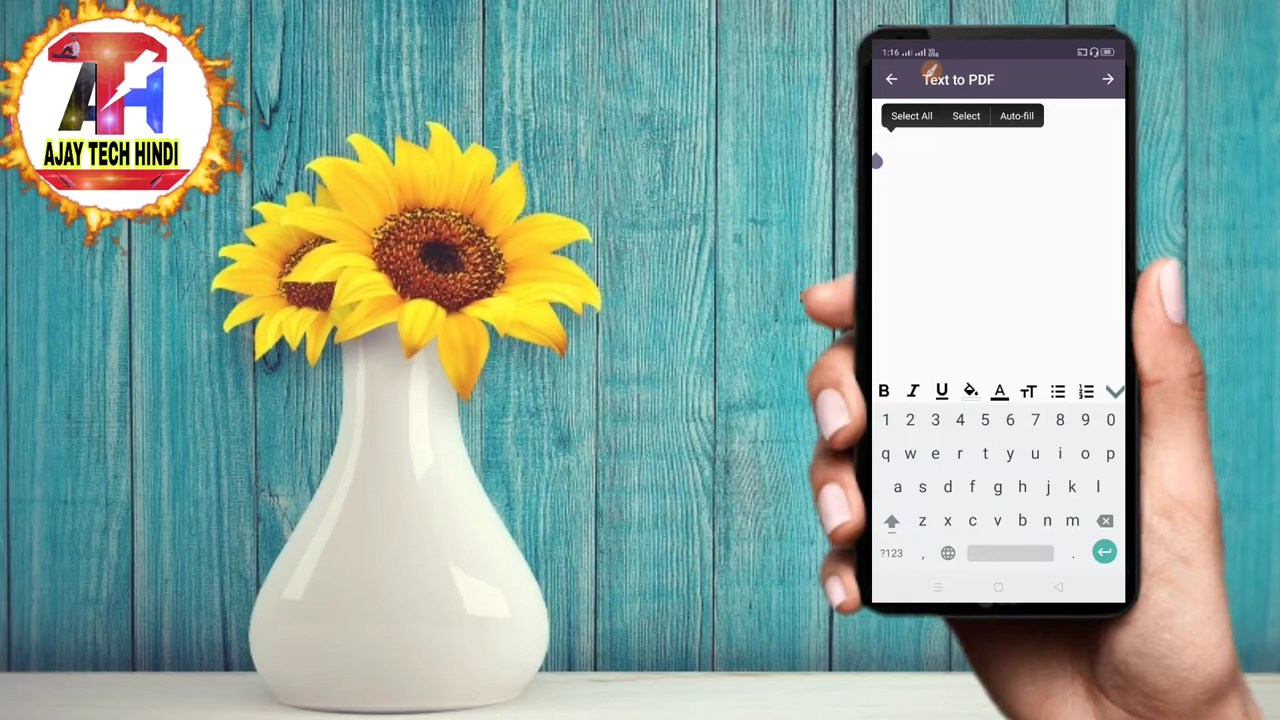 AJAY TECH HINDI
1:16
Text to PDF
Select All Select Auto-fill
B I U A TT
1 2 3 4 5 6 7 8 9 0
q w e r t y u i o p
a s d f g h j k l
z x c v b n m
?123 , .